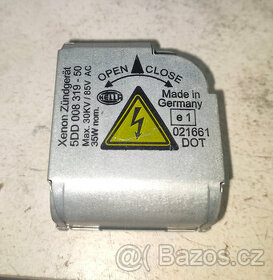 OPEN CLOSE
HELLA
Made in
Germany
e 1
021661
DOT
Xenon Zündgerät
5DD 008 319 - 50
Max. 30KV / 85V AC
35W nom.
Bazoš.cz